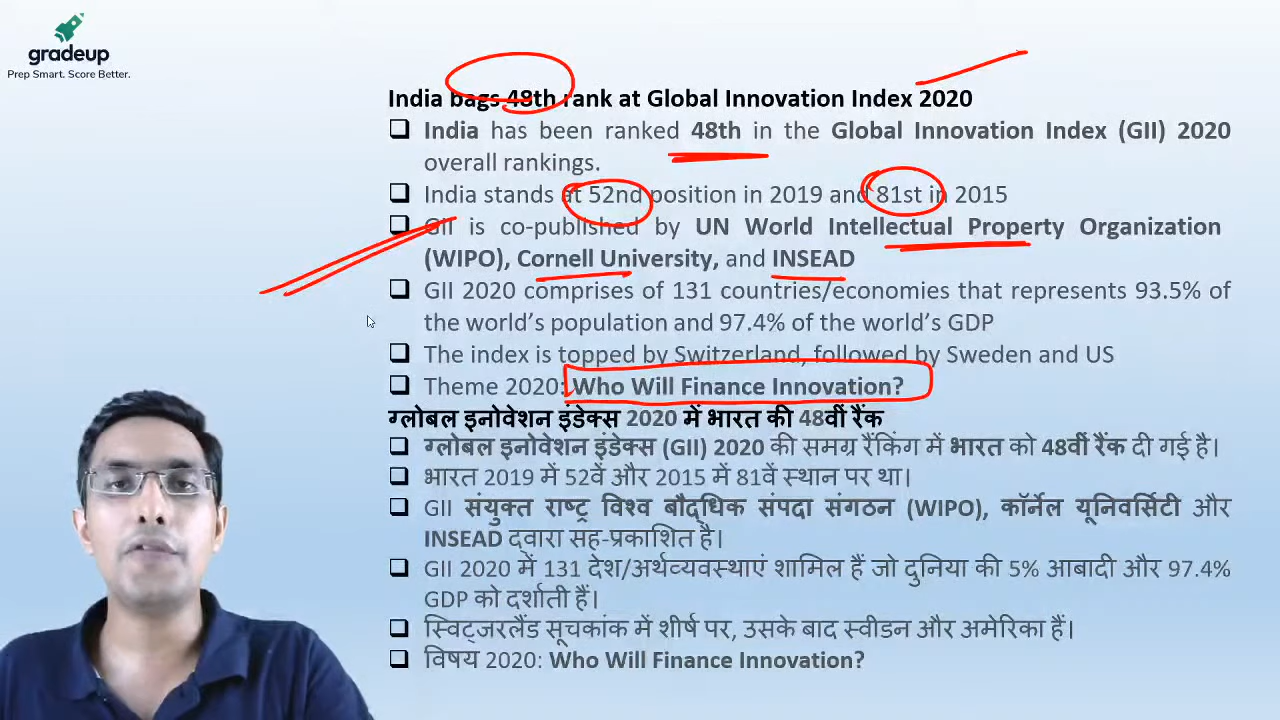 gradeup
Prep Smart. Score Better.
India bags 48th rank at Global Innovation Index 2020
❑ India has been ranked 48th in the Global Innovation Index (GII) 2020
overall rankings.
❑ India stands at 52nd position in 2019 and 81st in 2015
❑ GII is co-published by UN World Intellectual Property Organization
(WIPO), Cornell University, and INSEAD
❑ GII 2020 comprises of 131 countries/economies that represents 93.5% of
the world’s population and 97.4% of the world’s GDP
❑ The index is topped by Switzerland, followed by Sweden and US
❑ Theme 2020: Who Will Finance Innovation?
ग्लोबल इनोवेशन इंडेक्स 2020 में भारत की 48वीं रैंक
❑ ग्लोबल इनोवेशन इंडेक्स (GII) 2020 की समग्र रैंकिंग में भारत को 48वीं रैंक दी गई है।
❑ भारत 2019 में 52वें और 2015 में 81वें स्थान पर था।
❑ GII संयुक्त राष्ट्र विश्व बौद्धिक संपदा संगठन (WIPO), कॉर्नेल यूनिवर्सिटी और
INSEAD द्वारा सह-प्रकाशित है।
❑ GII 2020 में 131 देश/अर्थव्यवस्थाएं शामिल हैं जो दुनिया की 5% आबादी और 97.4%
GDP को दर्शाती हैं।
❑ स्विट्जरलैंड सूचकांक में शीर्ष पर, उसके बाद स्वीडन और अमेरिका हैं।
❑ विषय 2020: Who Will Finance Innovation?